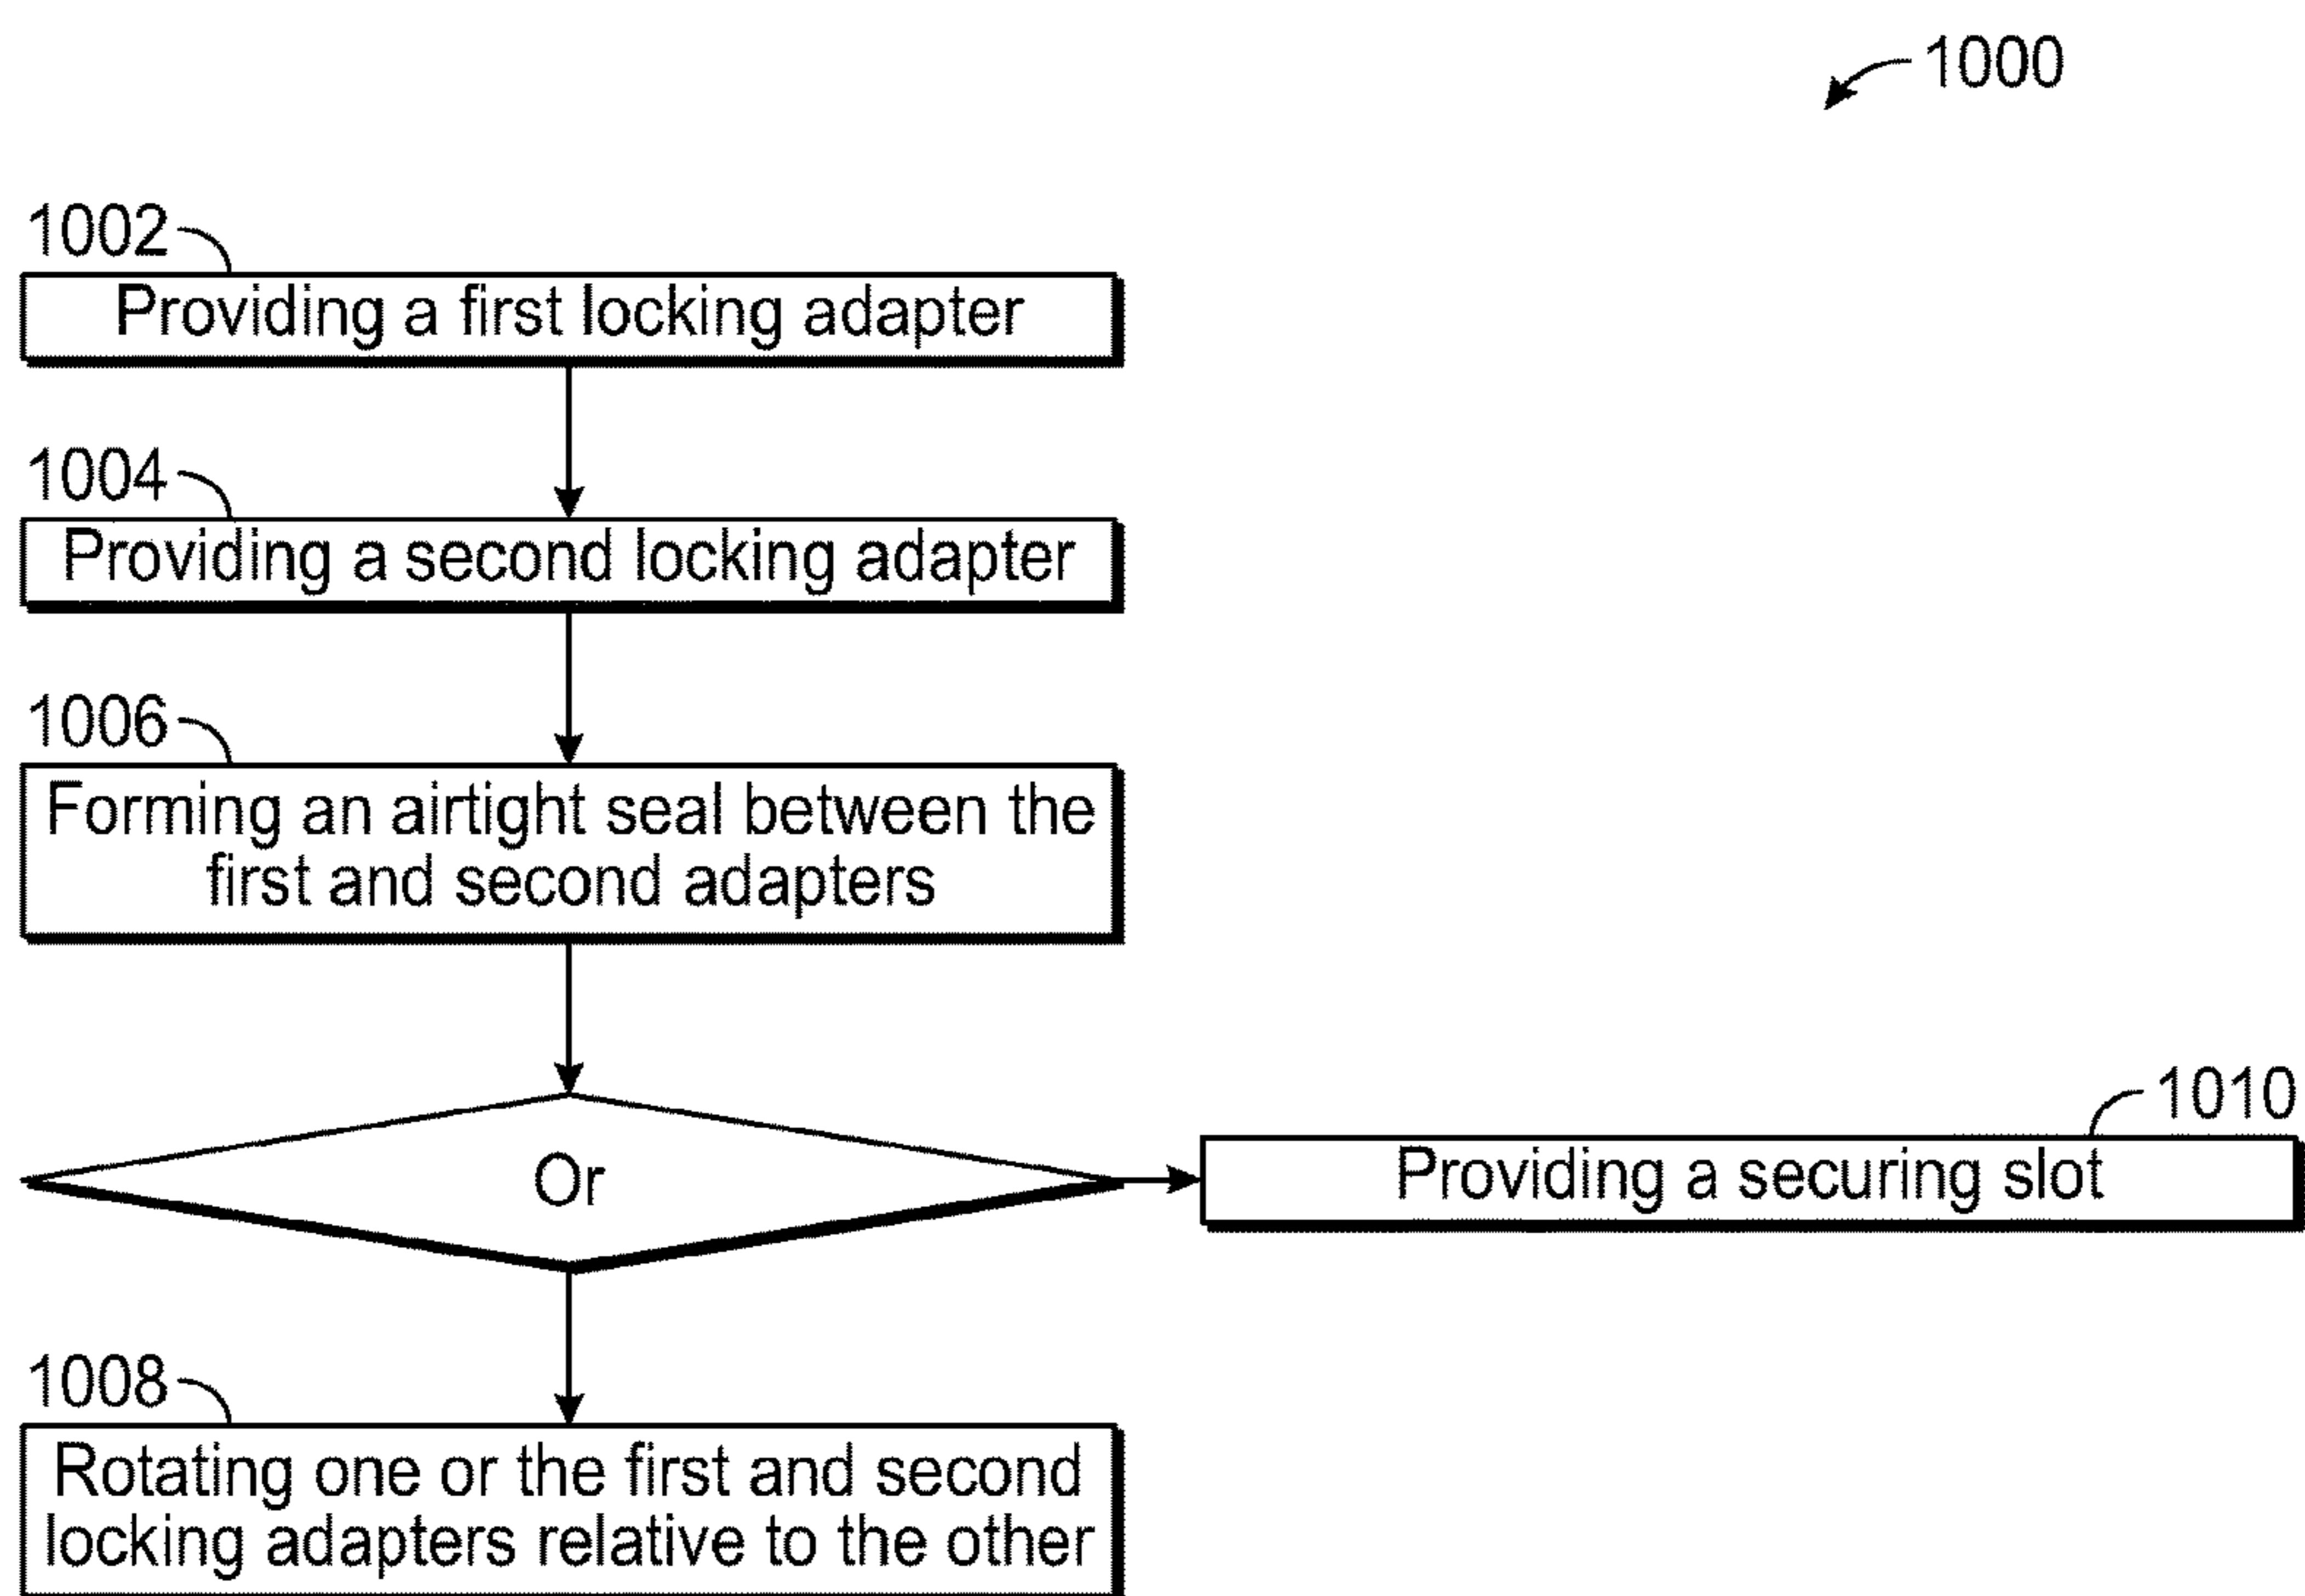 1000
1002
Providing a first locking adapter
1004
Providing a second locking adapter
1006
Forming an airtight seal between the
first and second adapters
Or
1010
Providing a securing slot
1008
Rotating one or the first and second
locking adapters relative to the other